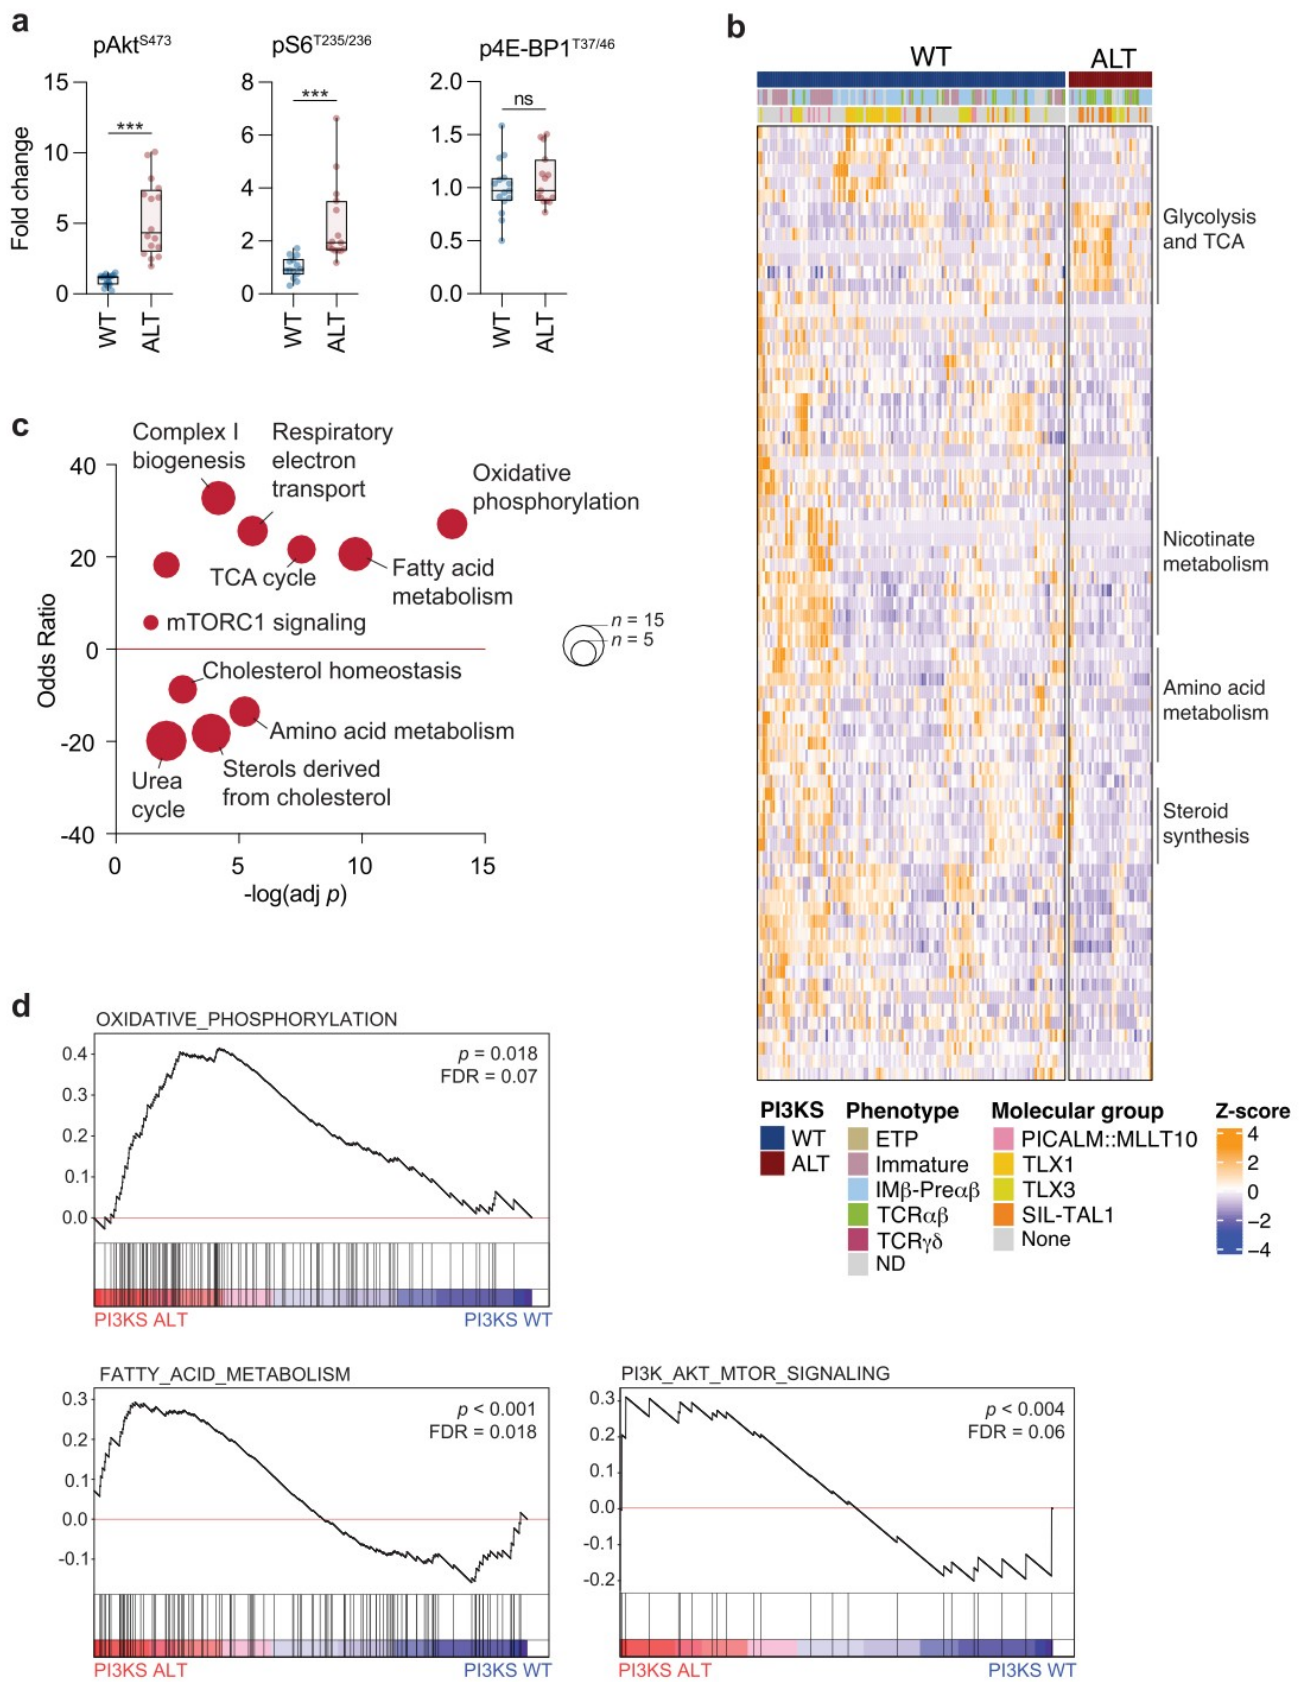 a
pAktS473
pS6T235/236
p4E-BP1T37/46
Fold change
15
10
5
0
***
WT
ALT
8
6
4
2
0
***
WT
ALT
2.0
1.5
1.0
0.5
0.0
ns
WT
ALT
b
WT
ALT
Glycolysis
and TCA
Nicotinate
metabolism
Amino acid
metabolism
Steroid
synthesis
PI3KS
WT
ALT
Phenotype
ETP
Immature
IMβ-Preαβ
TCRαβ
TCRγδ
ND
Molecular group
PICALM::MLLT10
TLX1
TLX3
SIL-TAL1
None
Z-score
4
2
0
−2
−4
c
Complex I
biogenesis
Respiratory
electron
transport
Oxidative
phosphorylation
TCA cycle
Fatty acid
metabolism
mTORC1 signaling
Cholesterol homeostasis
Amino acid metabolism
Urea
cycle
Sterols derived
from cholesterol
Odds Ratio
40
20
0
-20
-40
0
5
10
15
-log(adj p)
n = 15
n = 5
d
OXIDATIVE_PHOSPHORYLATION
p = 0.018
FDR = 0.07
0.4
0.3
0.2
0.1
0.0
PI3KS ALT
PI3KS WT
FATTY_ACID_METABOLISM
p < 0.001
FDR = 0.018
0.3
0.2
0.1
0.0
-0.1
PI3KS ALT
PI3KS WT
PI3K_AKT_MTOR_SIGNALING
p < 0.004
FDR = 0.06
0.3
0.2
0.1
0.0
-0.1
-0.2
PI3KS ALT
PI3KS WT